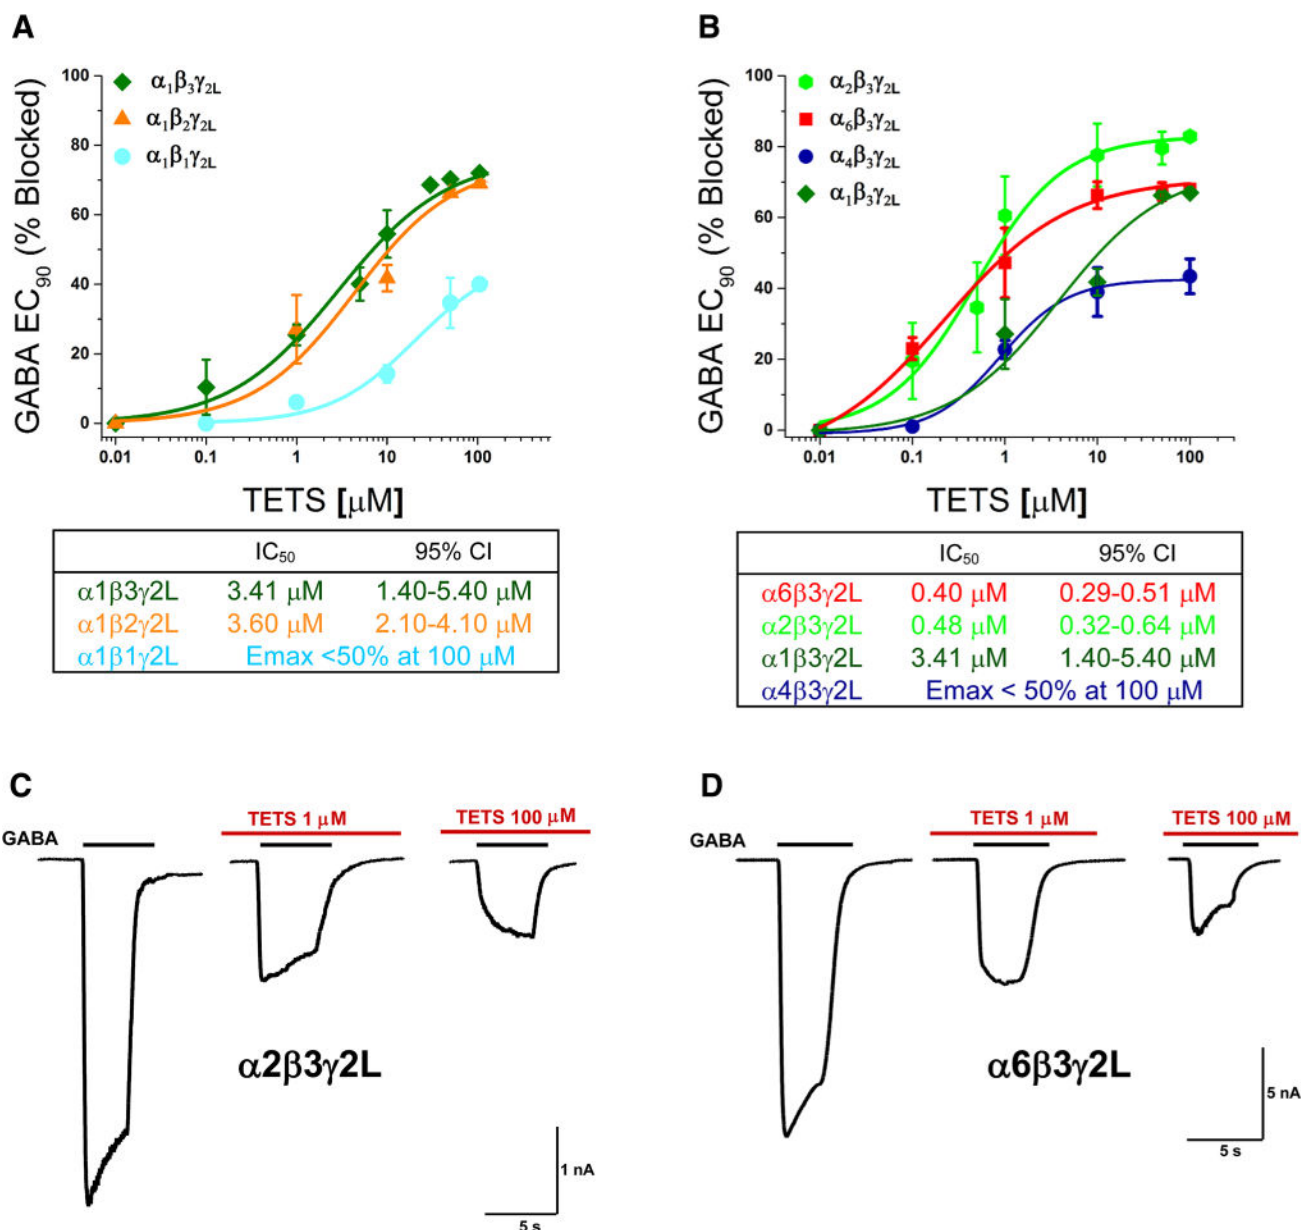 A
GABA EC₉₀ (% Blocked)
100
80
60
40
20
0
α₁β₃γ₂L
α₁β₂γ₂L
α₁β₁γ₂L
0.01 0.1 1 10 100
TETS [μM]
IC₅₀ 95% CI
α1β3γ2L 3.41 μM 1.40-5.40 μM
α1β2γ2L 3.60 μM 2.10-4.10 μM
α1β1γ2L Emax <50% at 100 μM
B
GABA EC₉₀ (% Blocked)
100
80
60
40
20
0
α₂β₃γ₂L
α₆β₃γ₂L
α₄β₃γ₂L
α₁β₃γ₂L
0.01 0.1 1 10 100
TETS [μM]
IC₅₀ 95% CI
α6β3γ2L 0.40 μM 0.29-0.51 μM
α2β3γ2L 0.48 μM 0.32-0.64 μM
α1β3γ2L 3.41 μM 1.40-5.40 μM
α4β3γ2L Emax < 50% at 100 μM
C
GABA
TETS 1 μM
TETS 100 μM
α2β3γ2L
1 nA
5 s
D
GABA
TETS 1 μM
TETS 100 μM
α6β3γ2L
5 nA
5 s